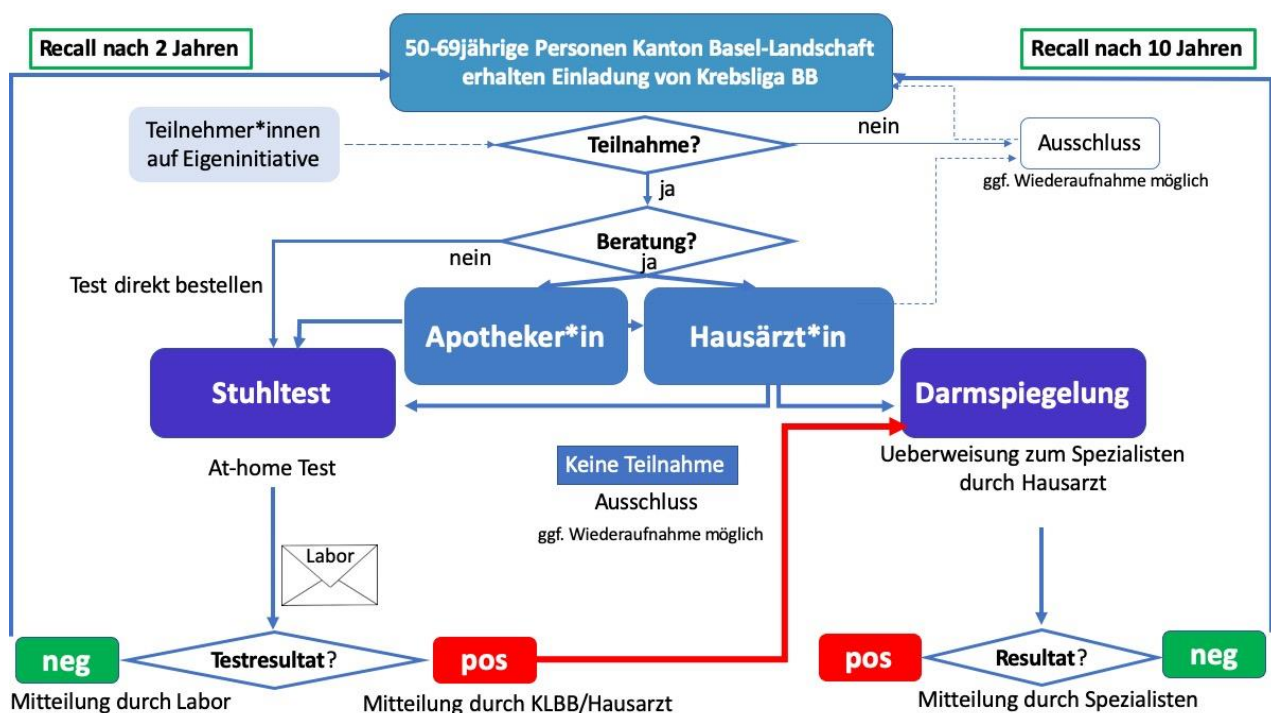 Recall nach 2 Jahren
50-69jährige Personen Kanton Basel-Landschaft
erhalten Einladung von Krebsliga BB
Recall nach 10 Jahren
Teilnehmer*innen
auf Eigeninitiative
Teilnahme?
nein
Ausschluss
ggf. Wiederaufnahme möglich
ja
Beratung?
nein
ja
Test direkt bestellen
Apotheker*in
Hausärzt*in
Stuhltest
Darmspiegelung
At-home Test
Keine Teilnahme
Ausschluss
ggf. Wiederaufnahme möglich
Ueberweisung zum Spezialisten
durch Hausarzt
Labor
neg
Testresultat?
pos
pos
Resultat?
neg
Mitteilung durch Labor
Mitteilung durch KLBB/Hausarzt
Mitteilung durch Spezialisten